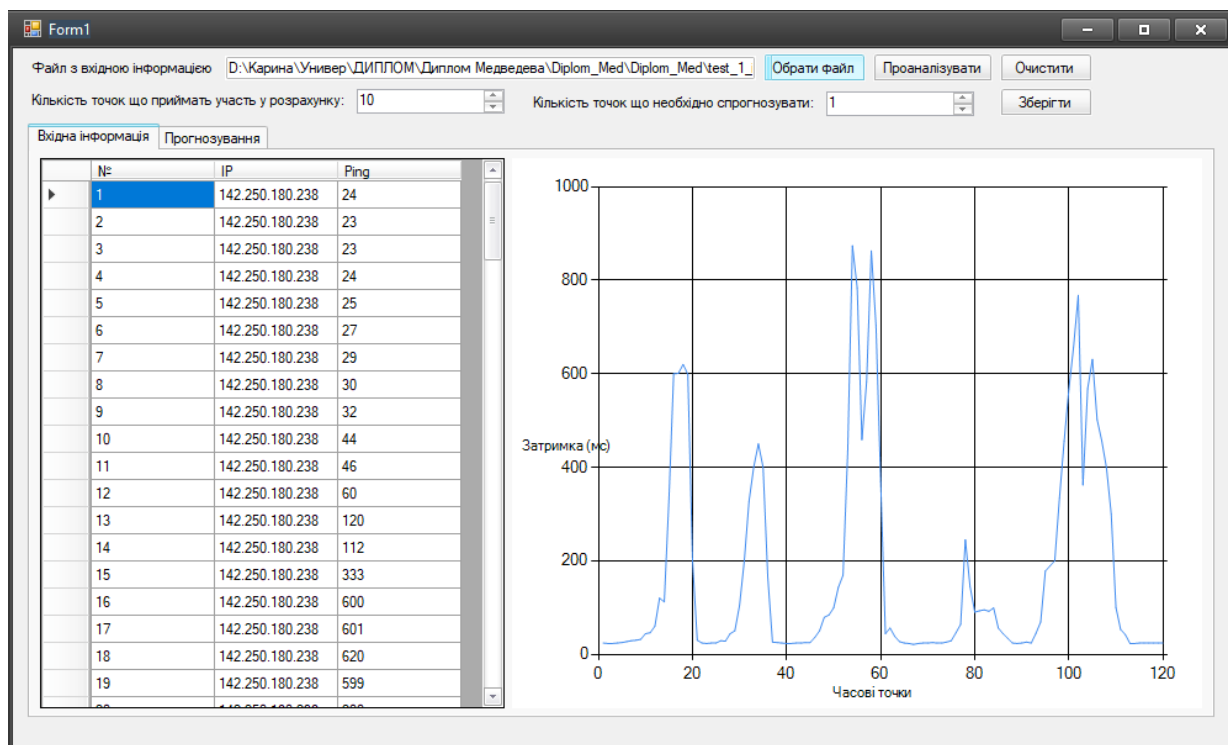 Form1
Файл з вхідною інформацією D:\Карина\Универ\ДИПЛОМ\Диплом Медведева\Diplom_Med\Diplom_Med\test_1_ Обрати файл Проаналізувати Очистити
Кількість точок що приймать участь у розрахунку: 10 Кількість точок що необхідно спрогнозувати: 1 Зберігти
Вхідна інформація Прогнозування
№ IP Ping
1 142.250.180.238 24
2 142.250.180.238 23
3 142.250.180.238 23
4 142.250.180.238 24
5 142.250.180.238 25
6 142.250.180.238 27
7 142.250.180.238 29
8 142.250.180.238 30
9 142.250.180.238 32
10 142.250.180.238 44
11 142.250.180.238 46
12 142.250.180.238 60
13 142.250.180.238 120
14 142.250.180.238 112
15 142.250.180.238 333
16 142.250.180.238 600
17 142.250.180.238 601
18 142.250.180.238 620
19 142.250.180.238 599
1000
800
600
Затримка (мс)
400
200
0
0 20 40 60 80 100 120
Часові точки